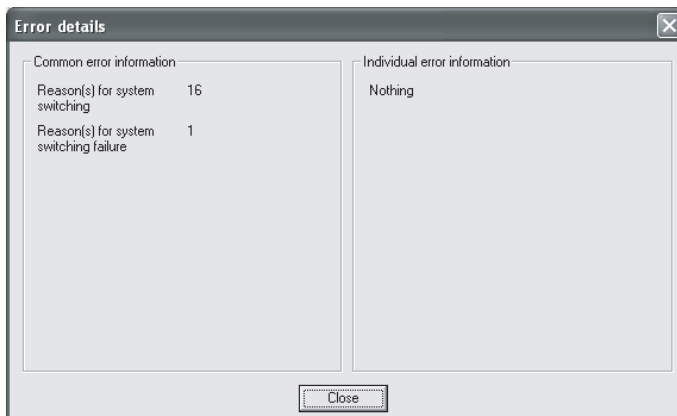 Error details
Common error information
Individual error information
Reason(s) for system
switching
16
Nothing
Reason(s) for system
switching failure
1
Close